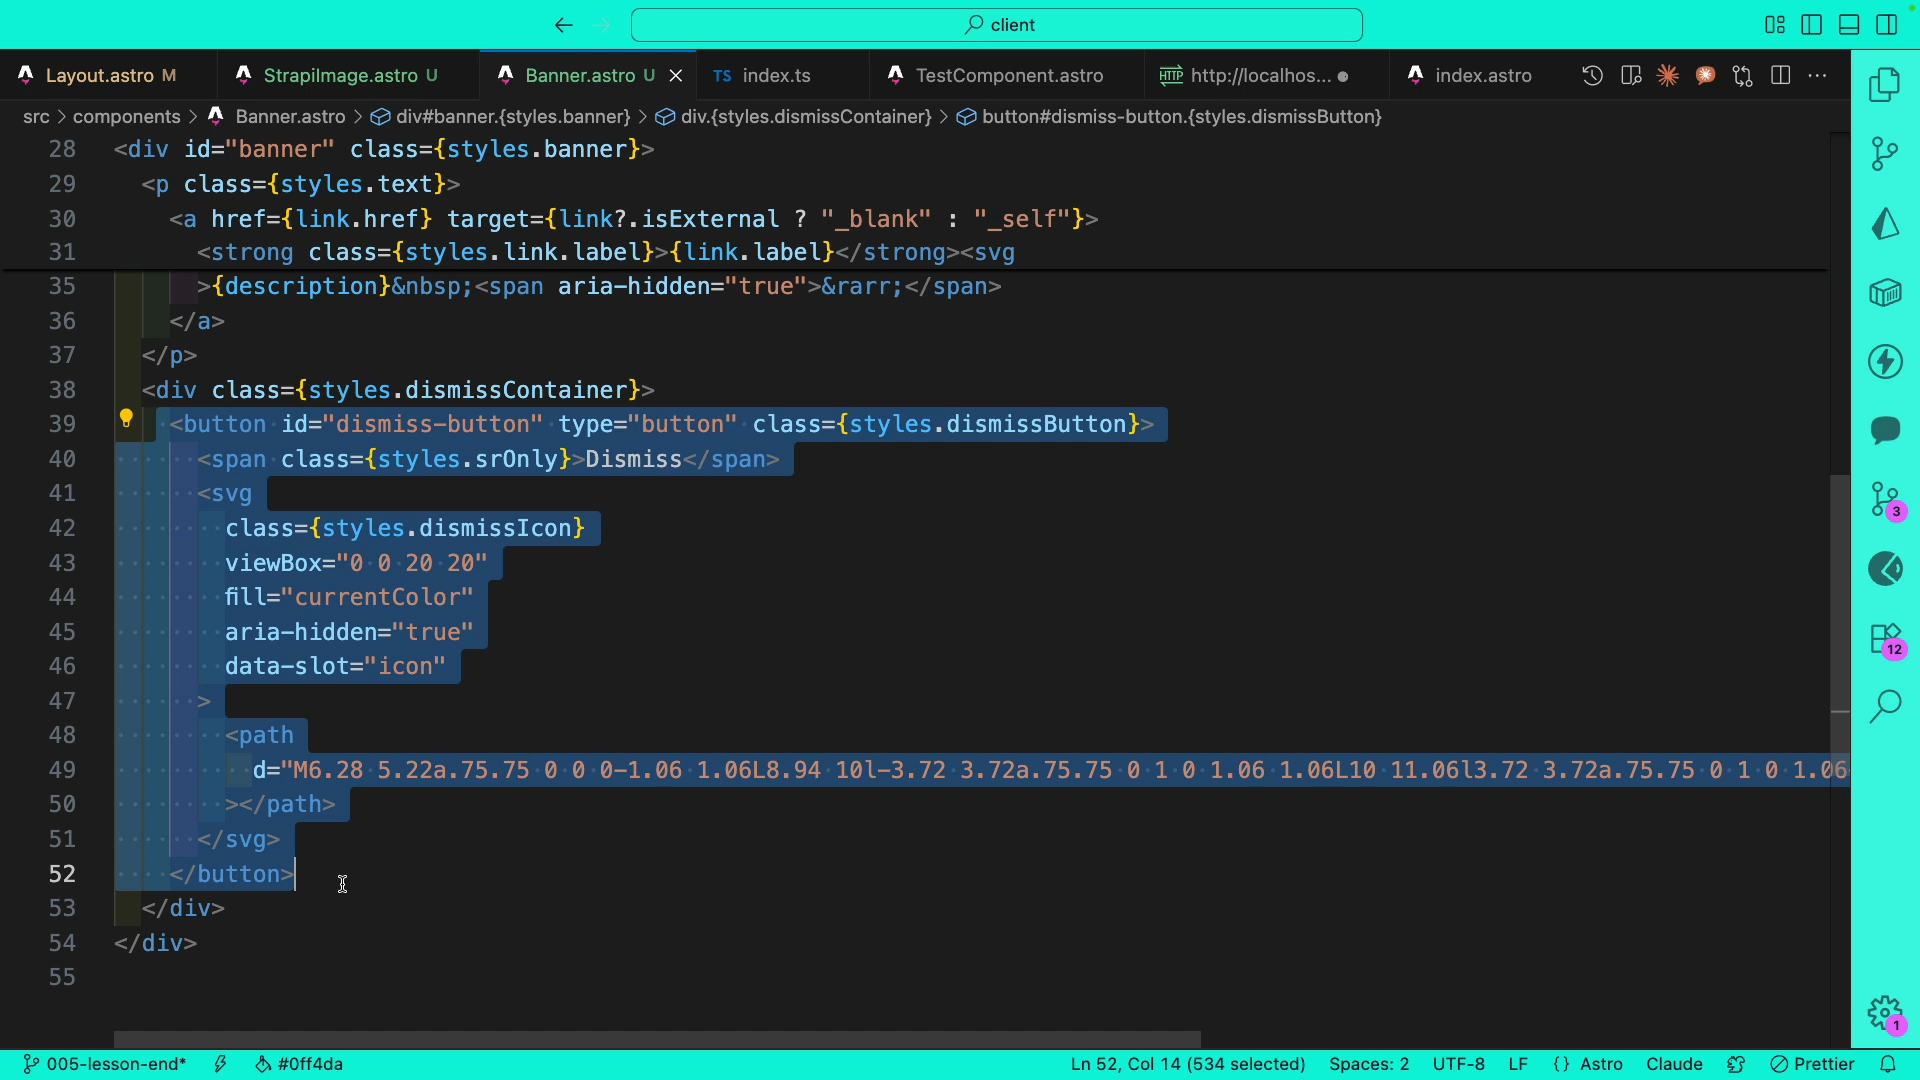 client
Layout.astro M
StrapiImage.astro U
Banner.astro U
TS index.ts
TestComponent.astro
HTTP http://localhos...
index.astro
src > components > Banner.astro > div#banner.{styles.banner} > div.{styles.dismissContainer} > button#dismiss-button.{styles.dismissButton}
28 <div id="banner" class={styles.banner}>
29 <p class={styles.text}>
30 <a href={link.href} target={link?.isExternal ? "_blank" : "_self"}>
31 <strong class={styles.link.label}>{link.label}</strong><svg
35 >{description}&nbsp;<span aria-hidden="true">&rarr;</span>
36 </a>
37 </p>
38 <div class={styles.dismissContainer}>
39 <button id="dismiss-button" type="button" class={styles.dismissButton}>
40 <span class={styles.srOnly}>Dismiss</span>
41 <svg
42 class={styles.dismissIcon}
43 viewBox="0 0 20 20"
44 fill="currentColor"
45 aria-hidden="true"
46 data-slot="icon"
47 >
48 <path
49 d="M6.28 5.22a.75.75 0 0 0-1.06 1.06L8.94 10l-3.72 3.72a.75.75 0 1 0 1.06 1.06L10 11.06l3.72 3.72a.75.75 0 1 0 1.06
50 ></path>
51 </svg>
52 </button>
53 </div>
54 </div>
55
3
12
1
005-lesson-end* #0ff4da
Ln 52, Col 14 (534 selected) Spaces: 2 UTF-8 LF {} Astro Claude Prettier